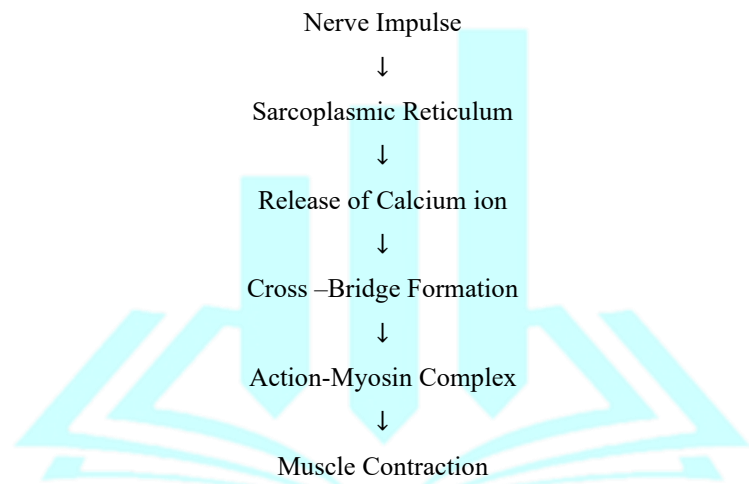 Nerve Impulse
↓
Sarcoplasmic Reticulum
↓
Release of Calcium ion
↓
Cross –Bridge Formation
↓
Action-Myosin Complex
↓
Muscle Contraction